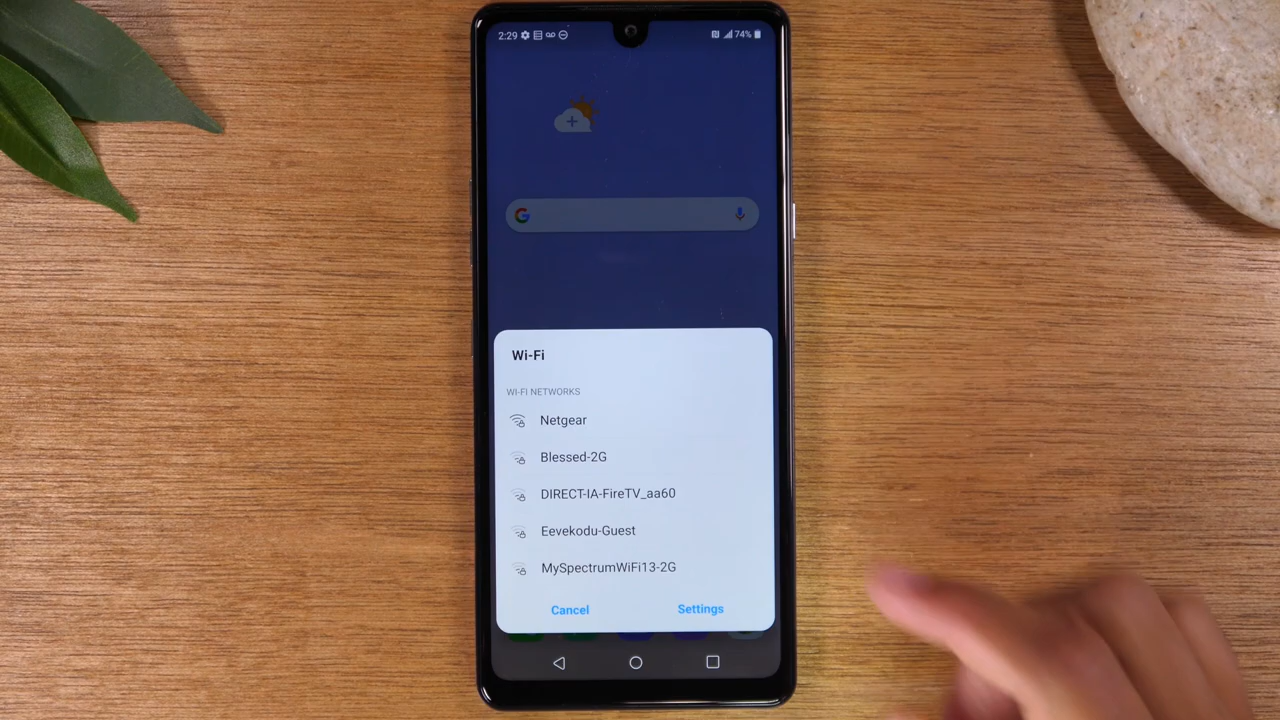 2:29 74%
G
Wi-Fi
WI-FI NETWORKS
Netgear
Blessed-2G
DIRECT-IA-FireTV_aa60
Eevekodu-Guest
MySpectrumWiFi13-2G
Cancel Settings